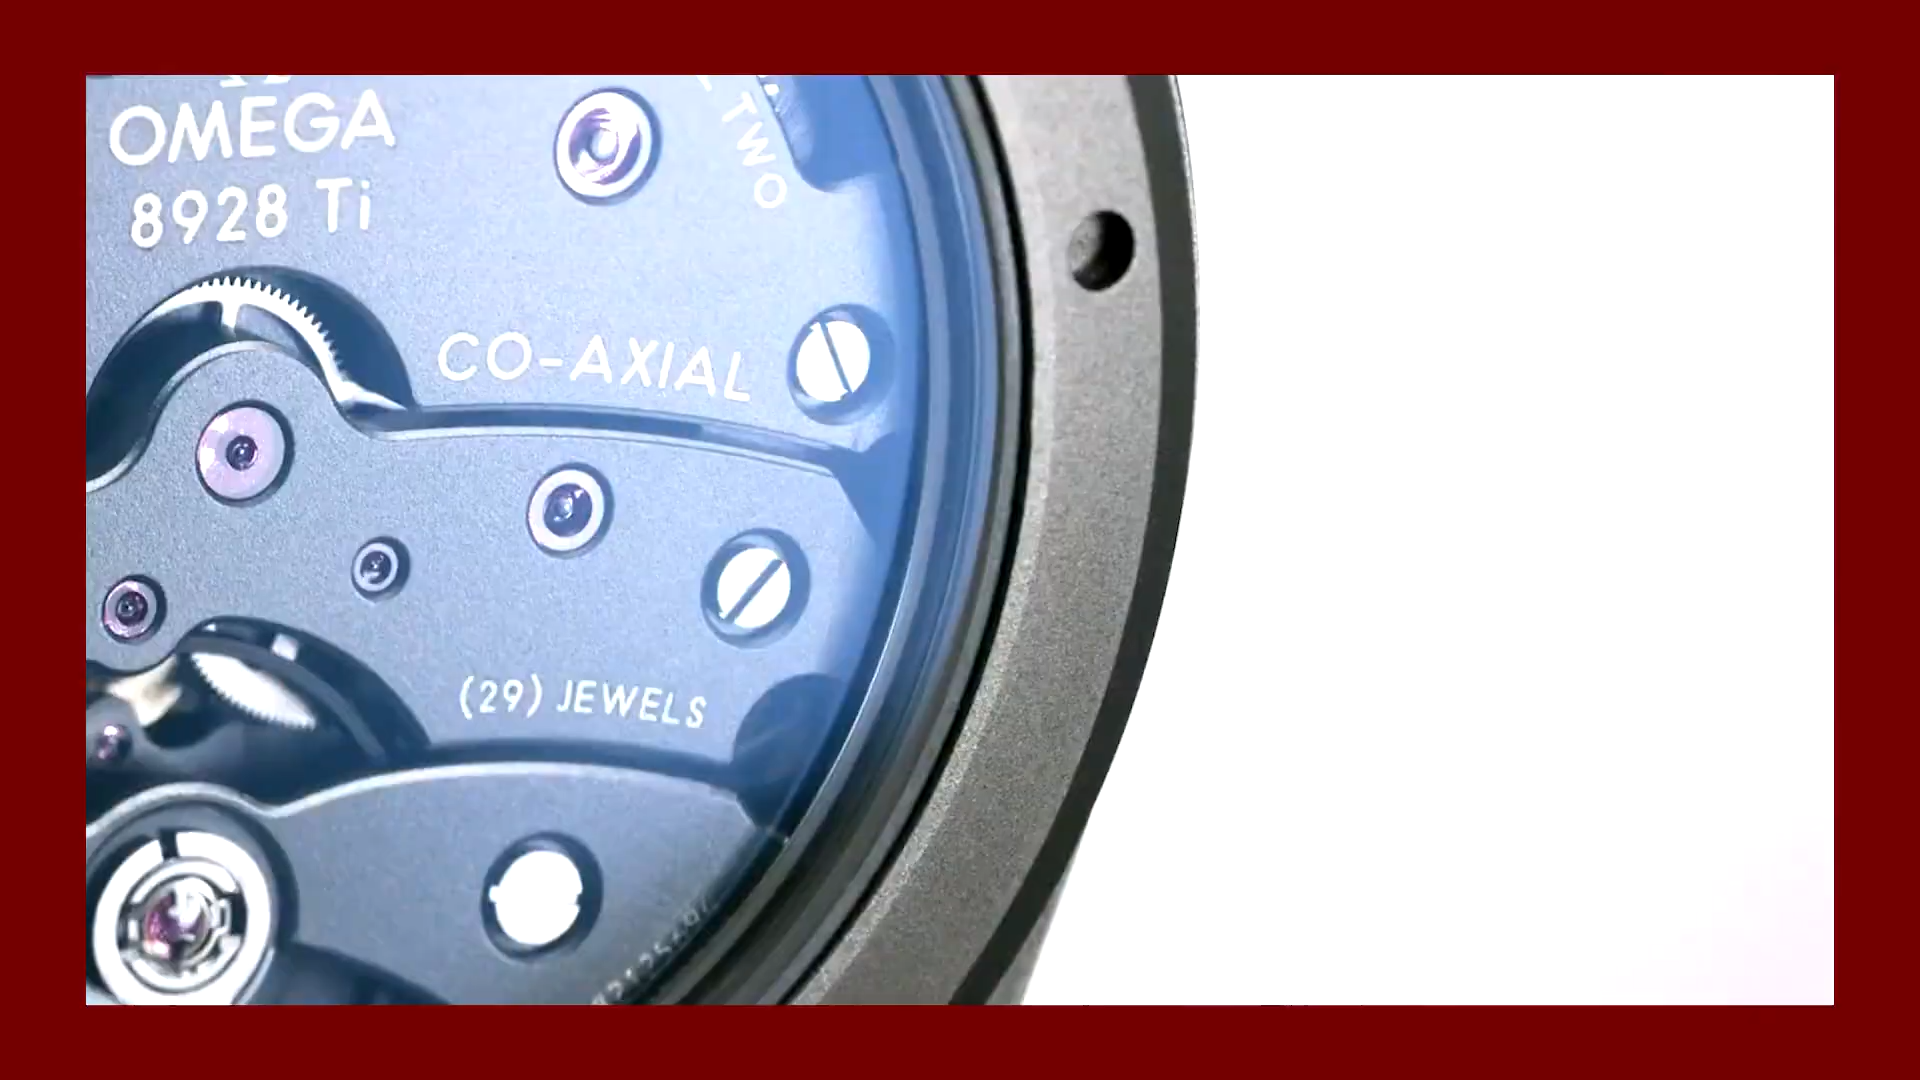 OMEGA
8928 Ti
TWO
CO-AXIAL
(29) JEWELS